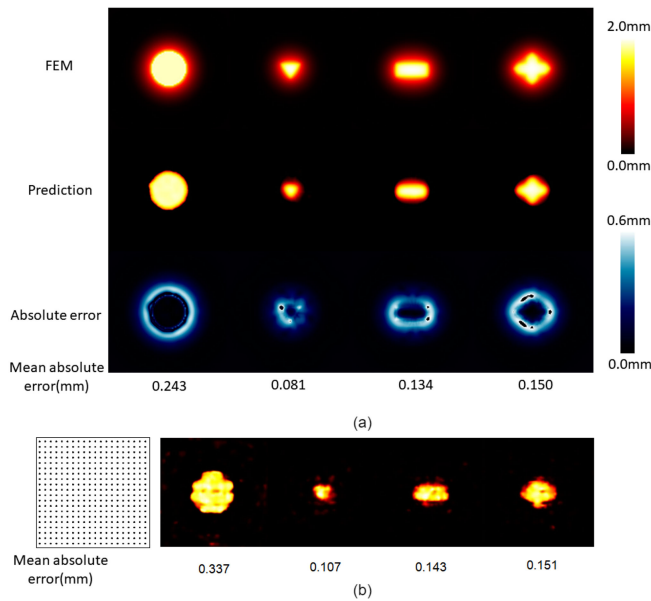 FEM
2.0mm
0.0mm
Prediction
0.6mm
Absolute error
0.0mm
Mean absolute
error(mm)
0.243 0.081 0.134 0.150
(a)
Mean absolute
error(mm)
0.337 0.107 0.143 0.151
(b)